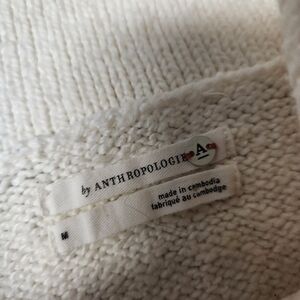 by ANTHROPOLOGIE
A
made in cambodia
fabriqué au cambodge
M